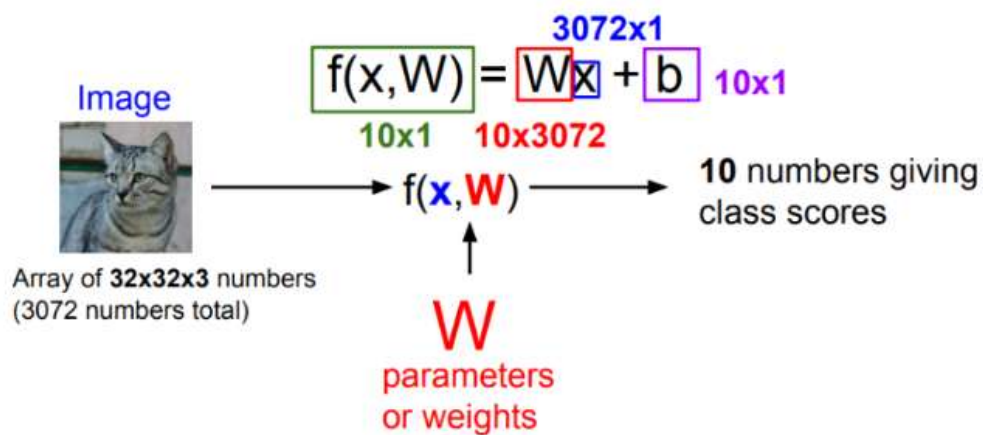 3072x1
f(x,W) = Wx + b 10x1
Image
10x1 10x3072
f(x,W)
10 numbers giving
class scores
Array of 32x32x3 numbers
(3072 numbers total)
W
parameters
or weights